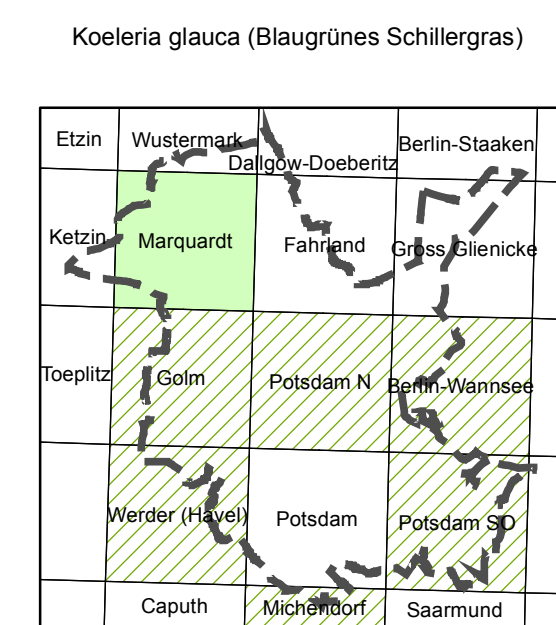 Koeleria glauca (Blaugrünes Schillergras)
Etzin
Wustermark
Dallgow-Doeberitz
Berlin-Staaken
Ketzin
Marquardt
Fahrland
Gross Glienicke
Toeplitz
Golm
Potsdam N
Berlin-Wannsee
Werder (Havel)
Potsdam
Potsdam SO
Caputh
Michendorf
Saarmund